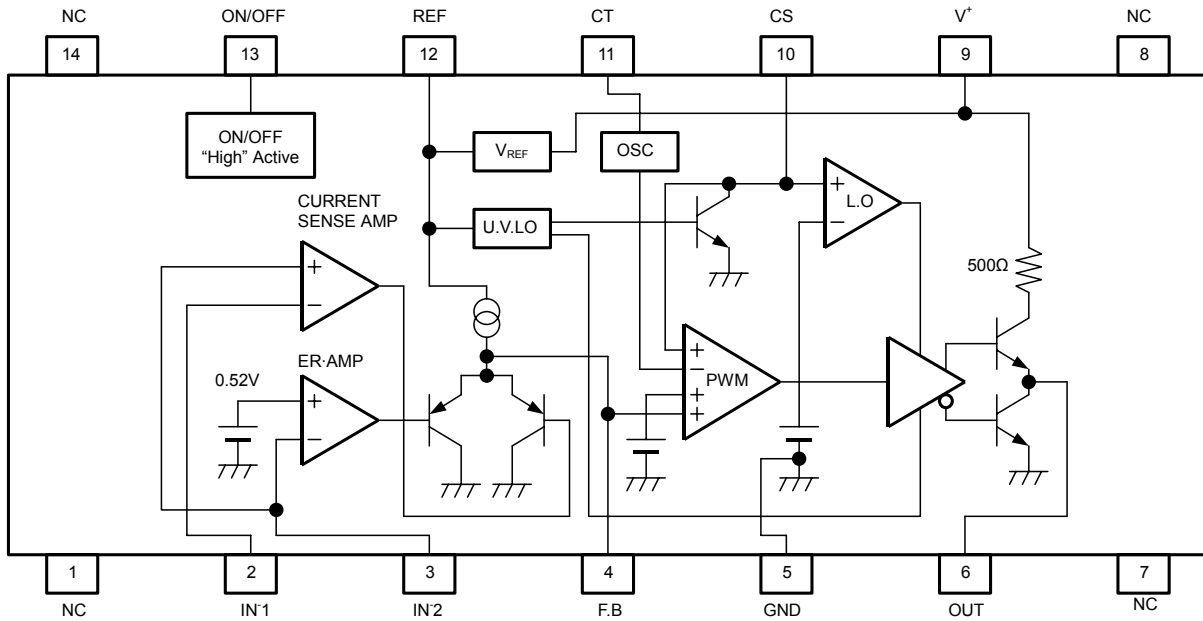 NC ON/OFF REF CT CS V⁺ NC
14 13 12 11 10 9 8
ON/OFF
“High” Active
VREF
OSC
CURRENT
SENSE AMP
U.V.LO
+
−
L.O
+
−
500Ω
ER·AMP
0.52V
+
−
PWM
+
−
+
+
1 2 3 4 5 6 7
NC IN⁻1 IN⁻2 F.B GND OUT NC